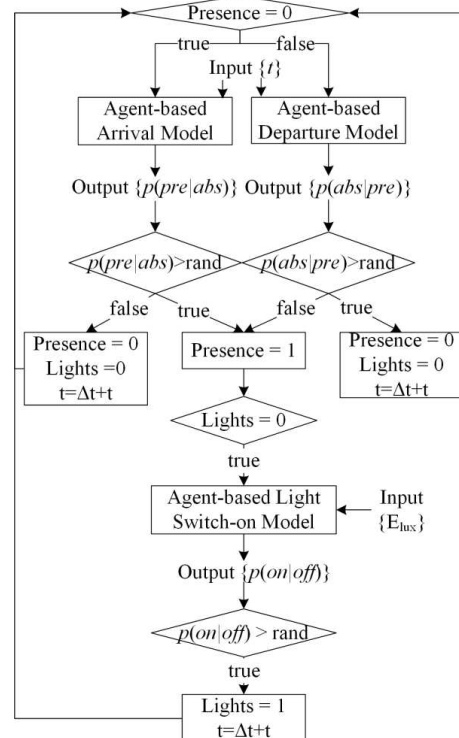 Presence = 0
true
false
Input {t}
Agent-based
Arrival Model
Agent-based
Departure Model
Output {p(pre|abs)}
Output {p(abs|pre)}
p(pre|abs)>rand
p(abs|pre)>rand
false
true
false
true
Presence = 0
Lights =0
t=Δt+t
Presence = 1
Presence = 0
Lights = 0
t=Δt+t
Lights = 0
true
Agent-based Light
Switch-on Model
Input
{E_lux}
Output {p(on|off)}
p(on|off) > rand
true
Lights = 1
t=Δt+t